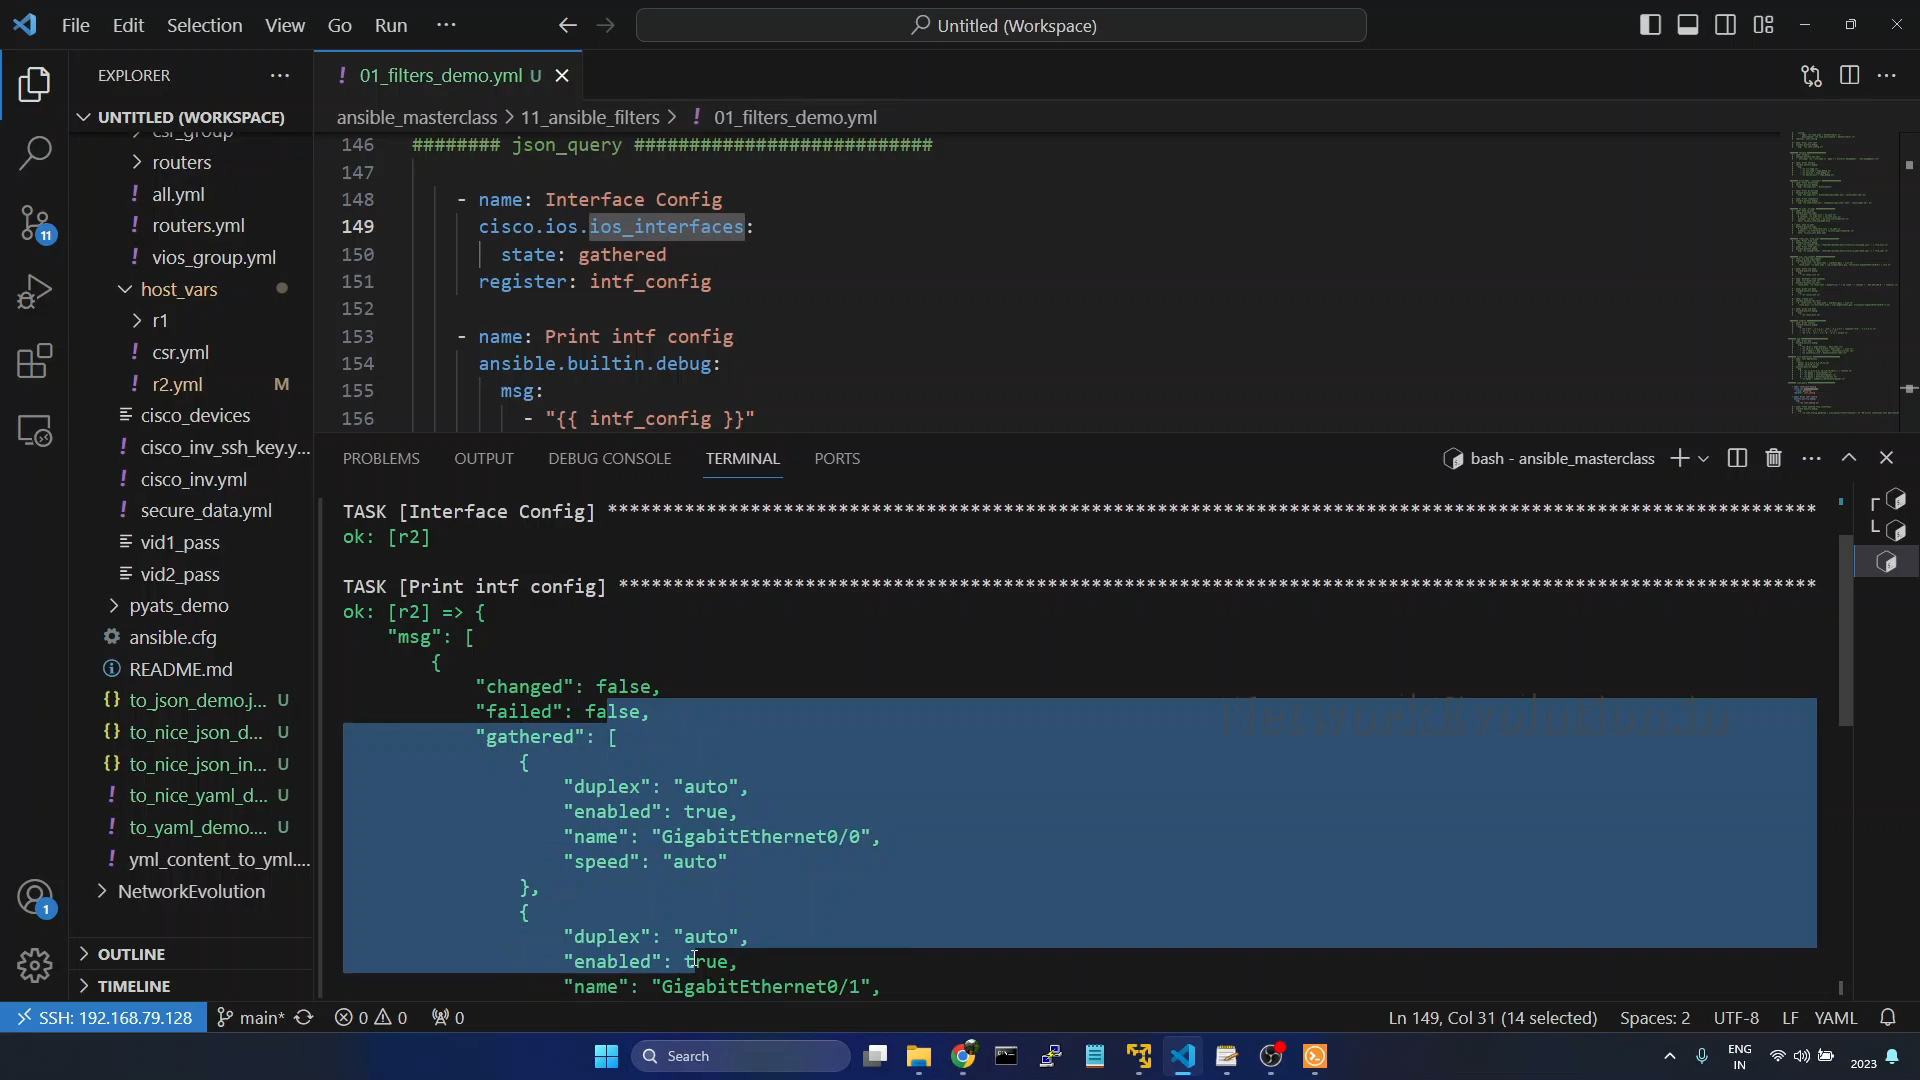 File Edit Selection View Go Run ···
Untitled (Workspace)
EXPLORER
UNTITLED (WORKSPACE)
csr_group
routers
all.yml
routers.yml
vios_group.yml
host_vars
r1
csr.yml
r2.yml M
cisco_devices
cisco_inv_ssh_key.y...
cisco_inv.yml
secure_data.yml
vid1_pass
vid2_pass
pyats_demo
ansible.cfg
README.md
to_json_demo.j... U
to_nice_json_d... U
to_nice_json_in... U
to_nice_yaml_d... U
to_yaml_demo.... U
yml_content_to_yml....
NetworkEvolution
OUTLINE
TIMELINE
11
1
! 01_filters_demo.yml U
ansible_masterclass > 11_ansible_filters > ! 01_filters_demo.yml
146 ######## json_query ###########################
147
148 - name: Interface Config
149 cisco.ios.ios_interfaces:
150 state: gathered
151 register: intf_config
152
153 - name: Print intf config
154 ansible.builtin.debug:
155 msg:
156 - "{{ intf_config }}"
PROBLEMS OUTPUT DEBUG CONSOLE TERMINAL PORTS
bash - ansible_masterclass
TASK [Interface Config] *************************************************************************************************************
ok: [r2]
TASK [Print intf config] ************************************************************************************************************
ok: [r2] => {
"msg": [
{
"changed": false,
"failed": false,
"gathered": [
{
"duplex": "auto",
"enabled": true,
"name": "GigabitEthernet0/0",
"speed": "auto"
},
{
"duplex": "auto",
"enabled": true,
"name": "GigabitEthernet0/1",
NetworkEvolution.in
SSH: 192.168.79.128 main* 0 0 0
Ln 149, Col 31 (14 selected) Spaces: 2 UTF-8 LF YAML
Search
ENG
IN
2023